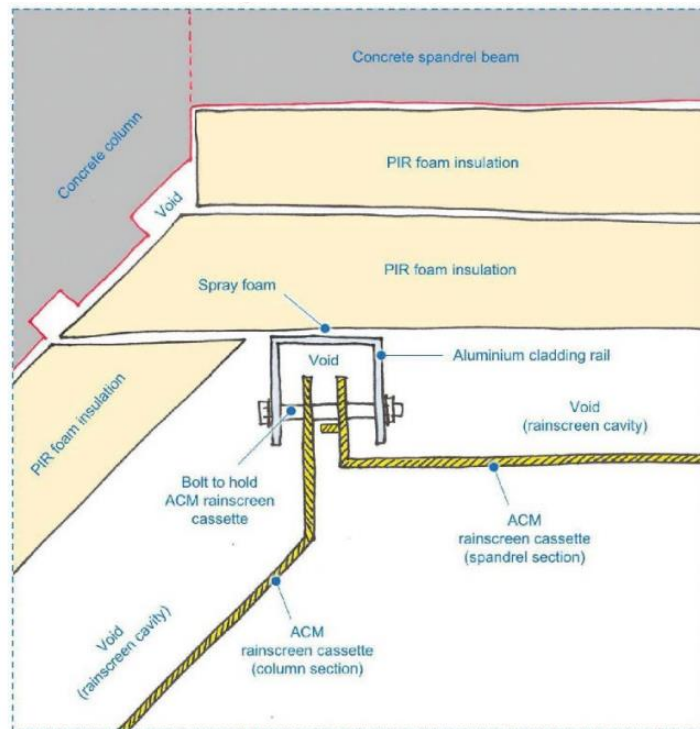 Concrete spandrel beam
Concrete column
PIR foam insulation
Void
PIR foam insulation
Spray foam
Void
Aluminium cladding rail
PIR foam insulation
Void
(rainscreen cavity)
Bolt to hold
ACM rainscreen
cassette
ACM
rainscreen cassette
(spandrel section)
Void
(rainscreen cavity)
ACM
rainscreen cassette
(column section)